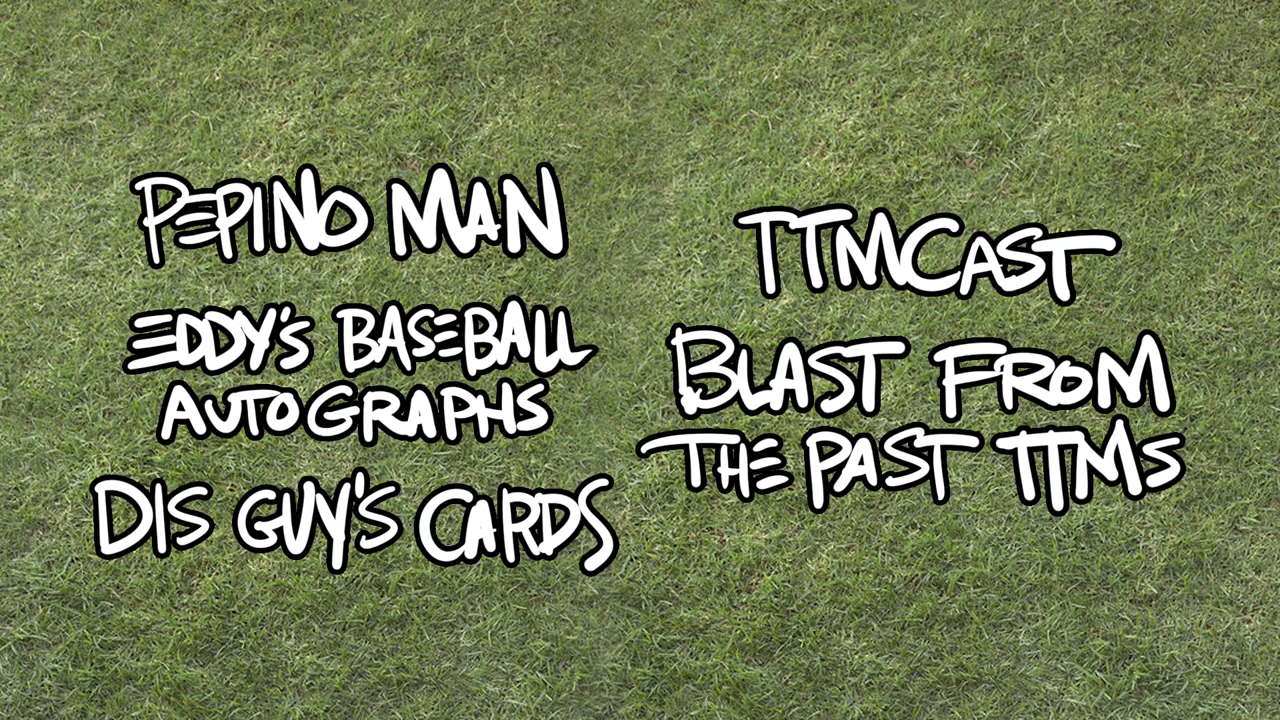 PEPINO MAN
EDDY'S BASEBALL
AUTOGRAPHS
DIS GUY'S CARDS
TTMCAST
BLAST FROM
THE PAST TTMS